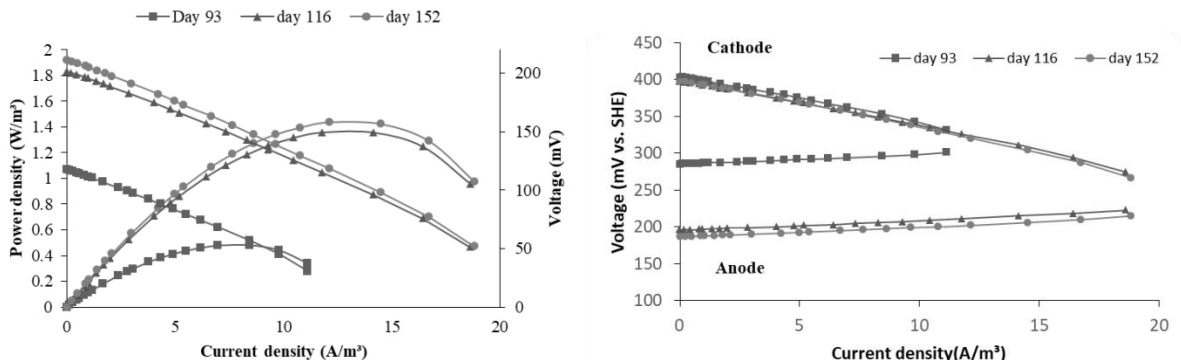 Day 93 day 116 day 152
2
1.8
1.6
1.4
1.2
1
0.8
0.6
0.4
0.2
0
Power density (W/m³)
200
150
100
50
0
Voltage (mV)
0 5 10 15 20
Current density (A/m³)
Cathode
day 93 day 116 day 152
450
400
350
300
250
200
150
100
Voltage (mV vs. SHE)
Anode
0 5 10 15 20
Current density(A/m³)